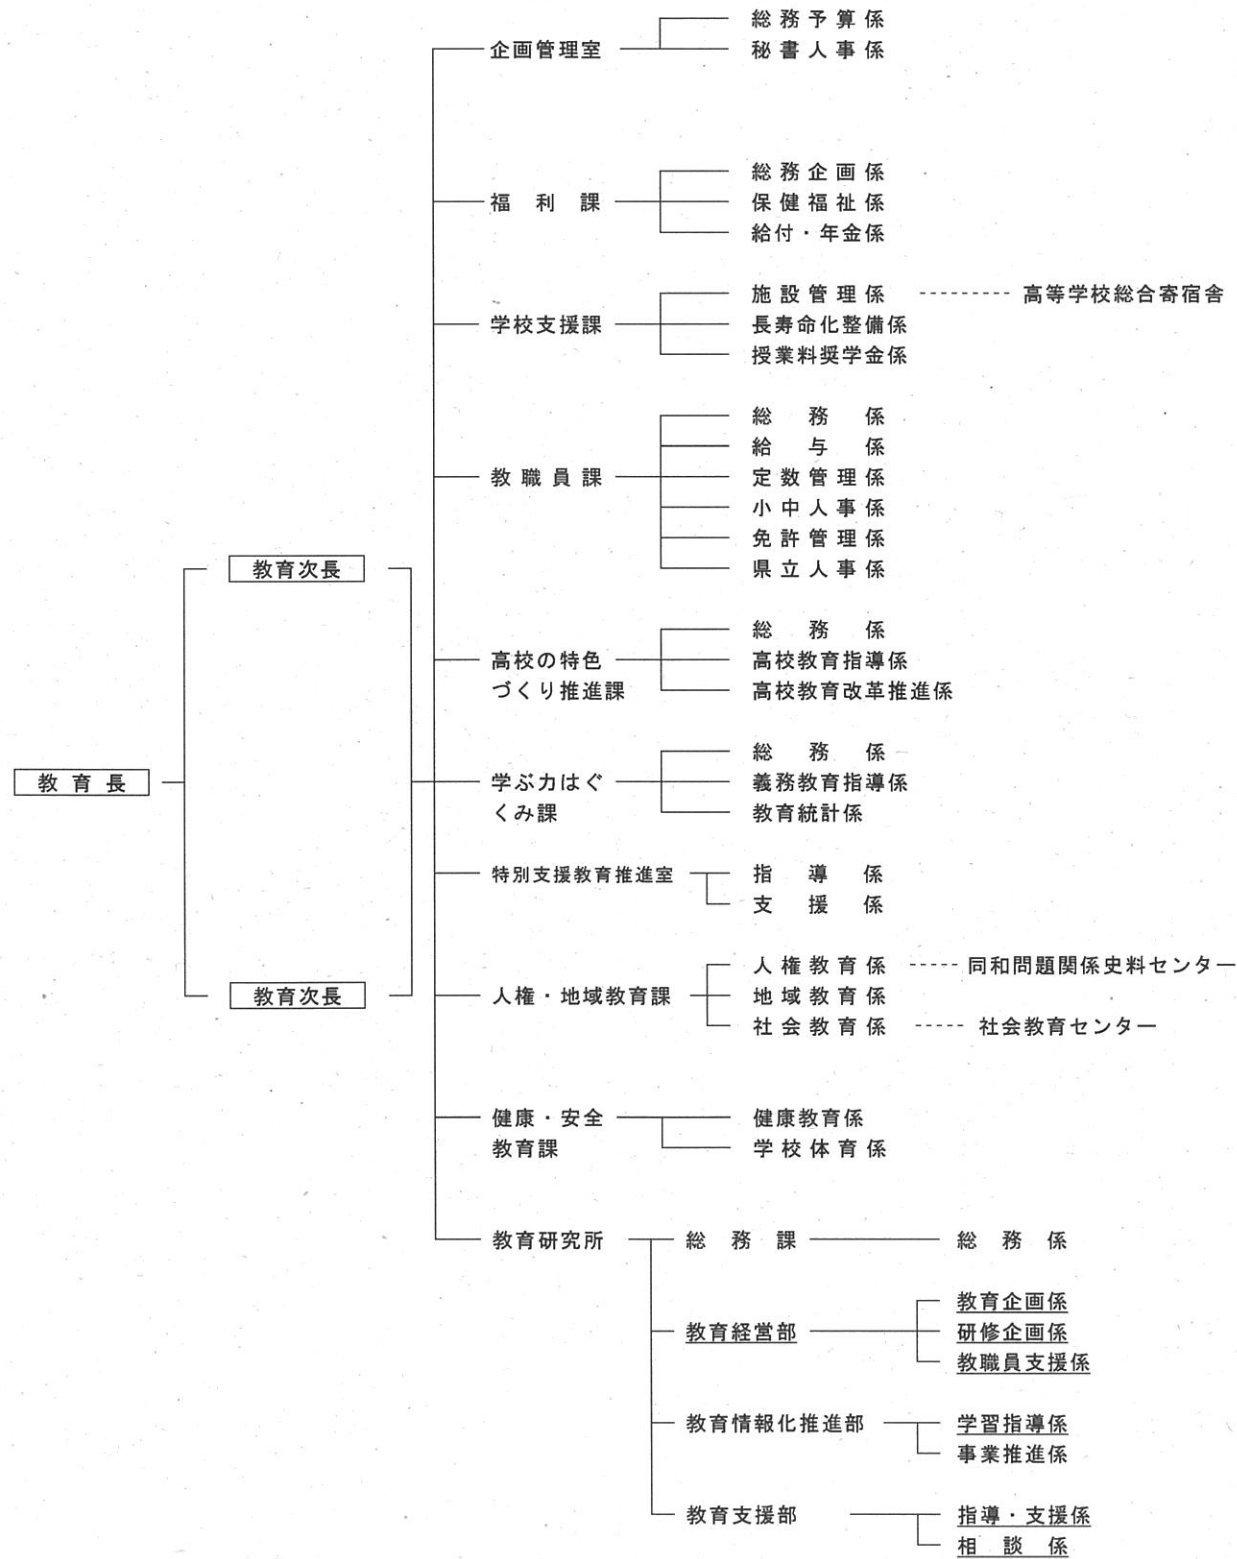 総務予算係
企画管理室
秘書人事係
総務企画係
福利課
保健福祉係
給付・年金係
施設管理係
高等学校総合寄宿舎
学校支援課
長寿命化整備係
授業料奨学金係
総務係
給与係
教職員課
定数管理係
小中人事係
免許管理係
県立人事係
教育次長
総務係
高校の特色
づくり推進課
高校教育指導係
高校教育改革推進係
教育長
総務係
学ぶ力はぐ
くみ課
義務教育指導係
教育統計係
特別支援教育推進室
指導係
支援係
教育次長
人権教育係
同和問題関係史料センター
人権・地域教育課
地域教育係
社会教育係
社会教育センター
健康・安全
教育課
健康教育係
学校体育係
教育研究所
総務課
総務係
教育経営部
教育企画係
研修企画係
教職員支援係
教育情報化推進部
学習指導係
事業推進係
教育支援部
指導・支援係
相談係